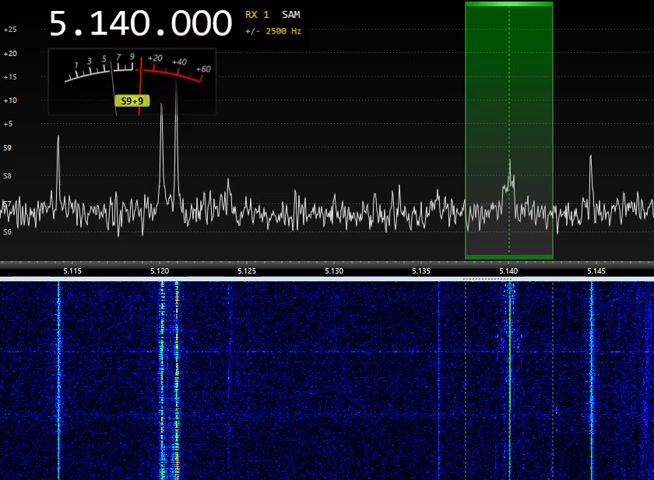 5.140.000 RX 1 SAM
+/- 2500 Hz
1 3 5 7 9 +20 +40 +60
S9+9
+25
+20
+15
+10
+5
S9
S8
S7
S6
5.115 5.120 5.125 5.130 5.135 5.140 5.145